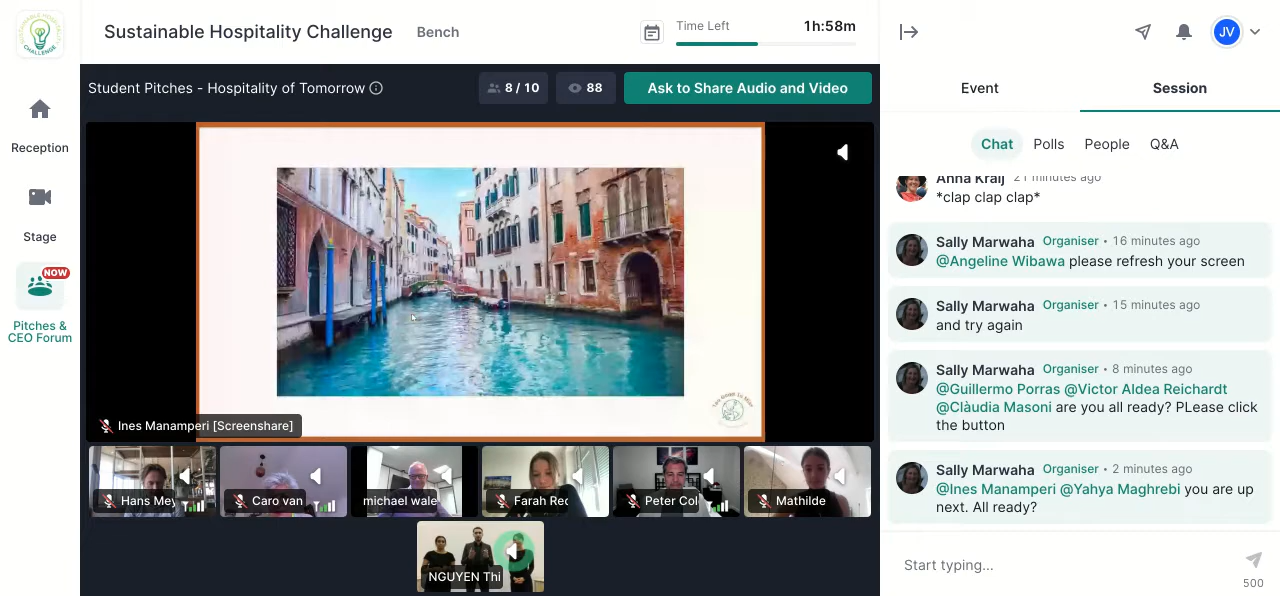 Sustainable Hospitality Challenge
Bench
Time Left
1h:58m
JV
Reception
Stage
NOW
Pitches &
CEO Forum
Student Pitches - Hospitality of Tomorrow
8 / 10
88
Ask to Share Audio and Video
Ines Manamperi [Screenshare]
Hans Mey
Caro van
michael wale
Farah Rec
Peter Col
Mathilde
NGUYEN Thi
Event
Session
Chat
Polls
People
Q&A
Anna Kralj 21 minutes ago
*clap clap clap*
Sally Marwaha Organiser • 16 minutes ago
@Angeline Wibawa please refresh your screen
Sally Marwaha Organiser • 15 minutes ago
and try again
Sally Marwaha Organiser • 8 minutes ago
@Guillermo Porras @Victor Aldea Reichardt
@Clàudia Masoni are you all ready? PLease click
the button
Sally Marwaha Organiser • 2 minutes ago
@Ines Manamperi @Yahya Maghrebi you are up
next. All ready?
Start typing...
500